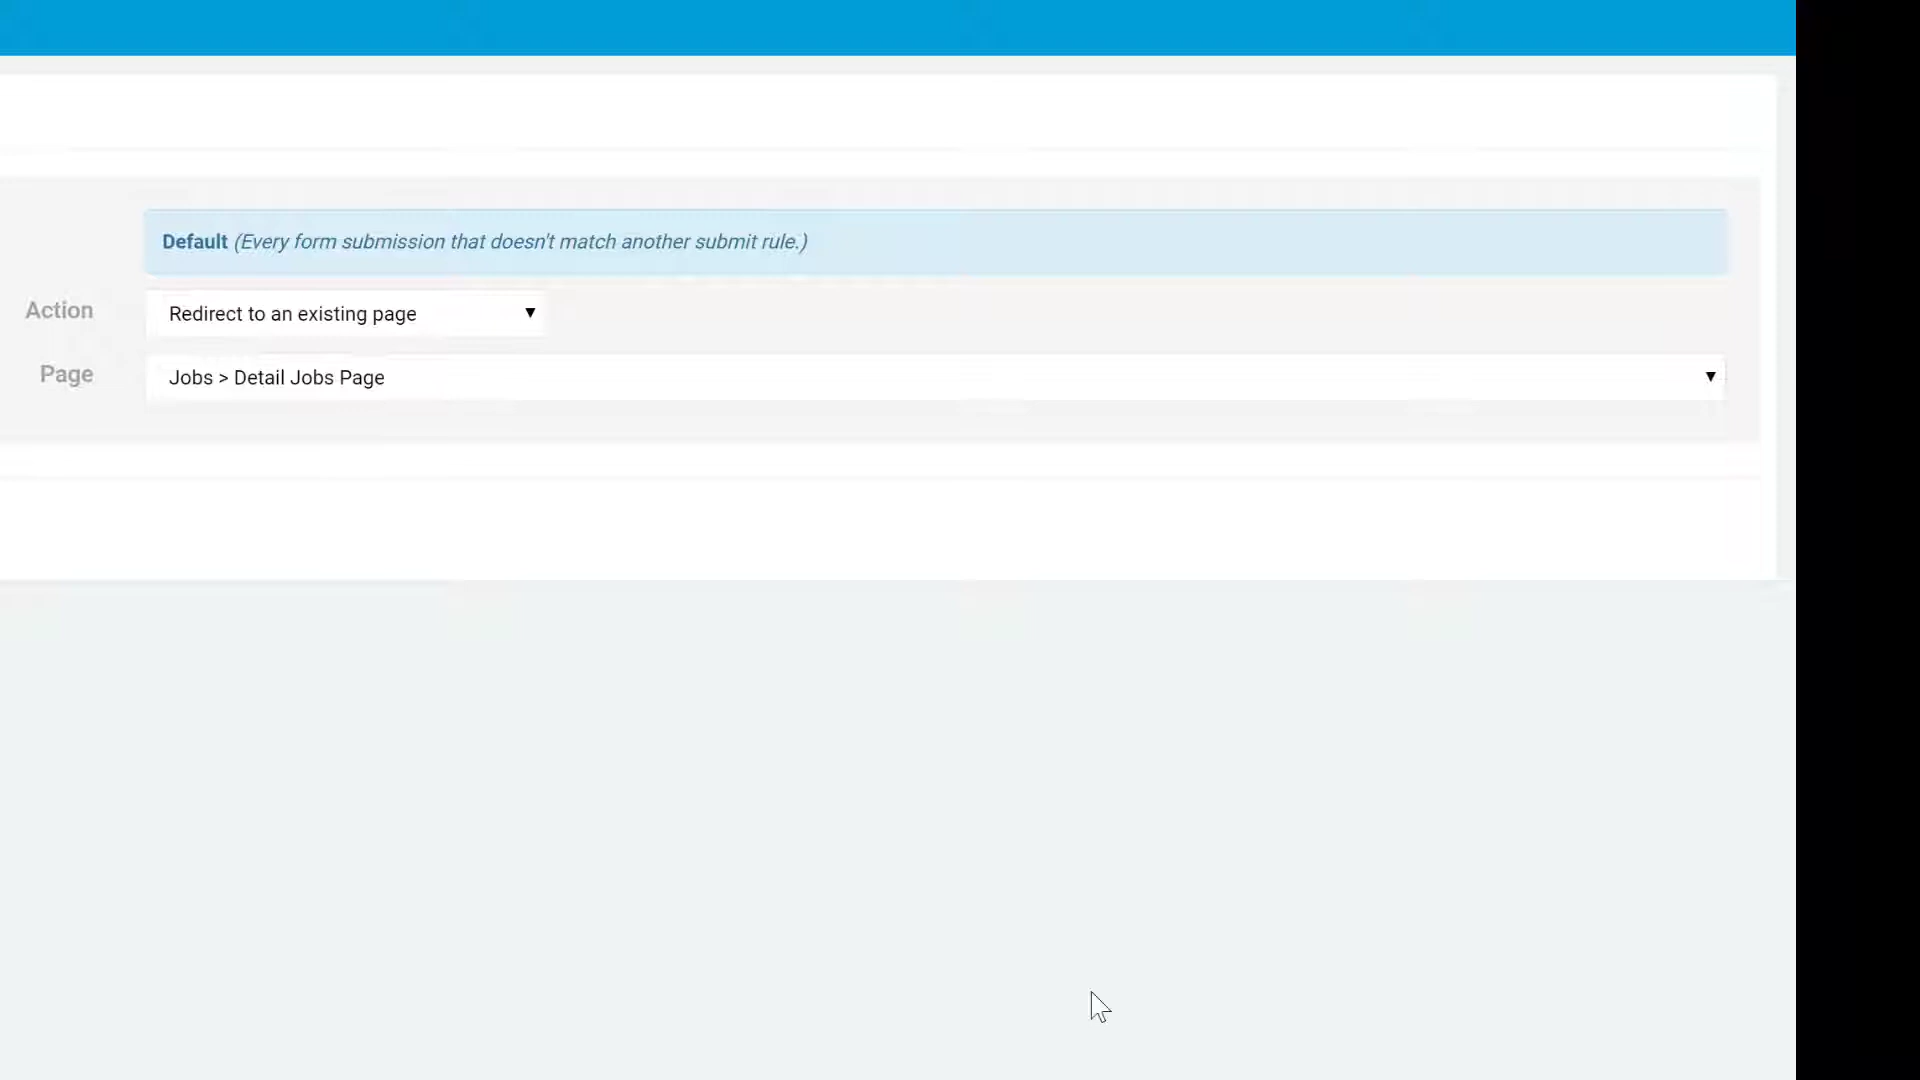 Default (Every form submission that doesn't match another submit rule.)
Action
Redirect to an existing page
Page
Jobs > Detail Jobs Page